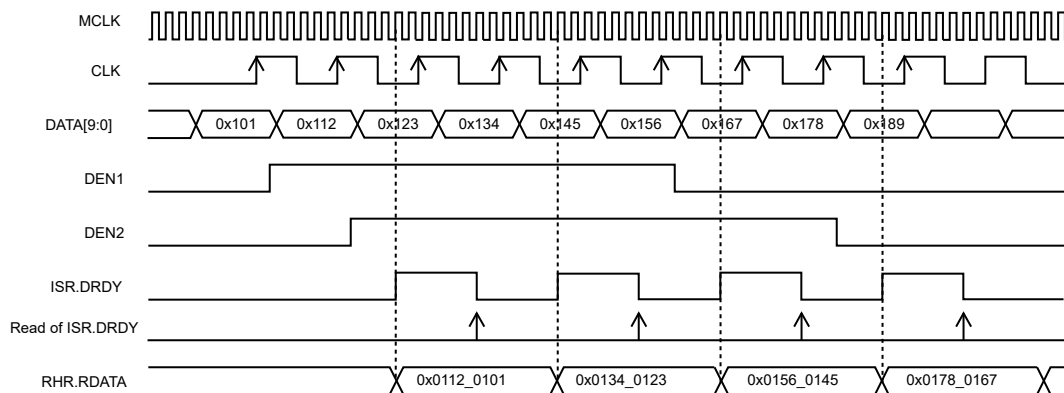 MCLK
CLK
DATA[9:0] 0x101 0x112 0x123 0x134 0x145 0x156 0x167 0x178 0x189
DEN1
DEN2
ISR.DRDY
Read of ISR.DRDY
RHR.RDATA 0x0112_0101 0x0134_0123 0x0156_0145 0x0178_0167